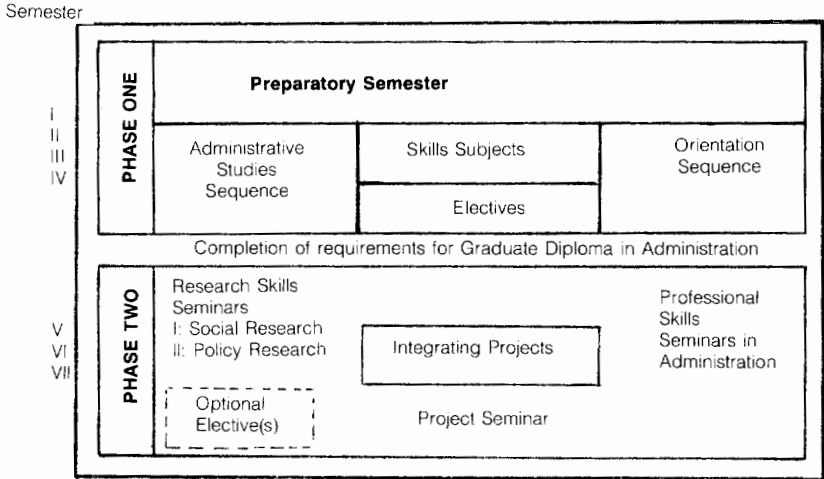 Semester
PHASE ONE
Preparatory Semester
I
II
III
IV
Administrative
Studies
Sequence
Skills Subjects
Electives
Orientation
Sequence
Completion of requirements for Graduate Diploma in Administration
PHASE TWO
V
VI
VII
Research Skills
Seminars
I: Social Research
II: Policy Research
Optional
Elective(s)
Integrating Projects
Project Seminar
Professional
Skills
Seminars in
Administration